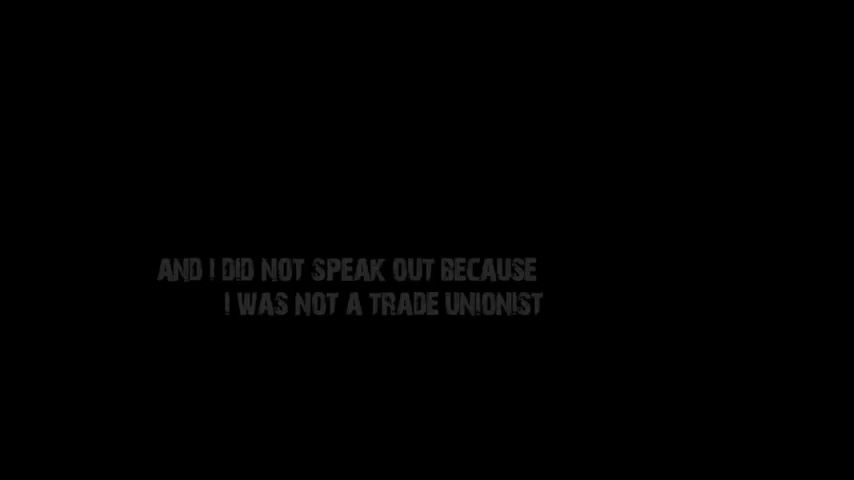 AND I DID NOT SPEAK OUT BECAUSE
I WAS NOT A TRADE UNIONIST